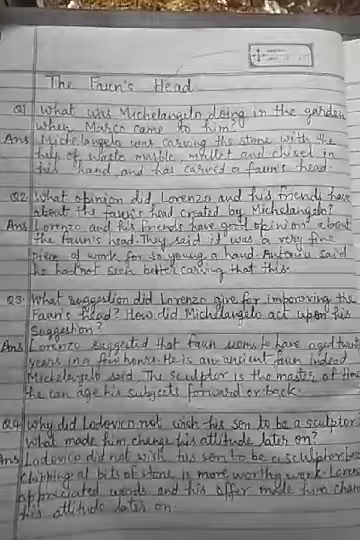 The Faun's Head
Q1 What was Michelangelo doing in the garden
when Marco came to him?
Ans Michelangelo was carving the stone with the
help of waste marble, mallet and chisel in
his hand and has carved a faun's head.
Q2 What opinion did Lorenzo and his friends have
about the faun's head created by Michelangelo?
Ans Lorenzo and his friends have good opinion about
the faun's head. They said it was a very fine
piece of work for so young a hand. Antonio said
he had not seen better carving that this.
Q3 What suggestion did Lorenzo give for imporoving the
Faun's head? How did Michelangelo act upon his
suggestion?
Ans Lorenzo suggested that faun seems to have aged
years in a few hours. He is an ancient faun indeed
Michelangelo said. The sculptor is the master of time
he can age his subjects forward or back.
Q4 Why did Lodovico not wish his son to be a sculptor
What made him change his attitude later on?
Ans Lodovico did not wish his son to be a sculptor
chipping at bits of stone is more worthy work.
appreciated words and his offer made him
his attitude later on.